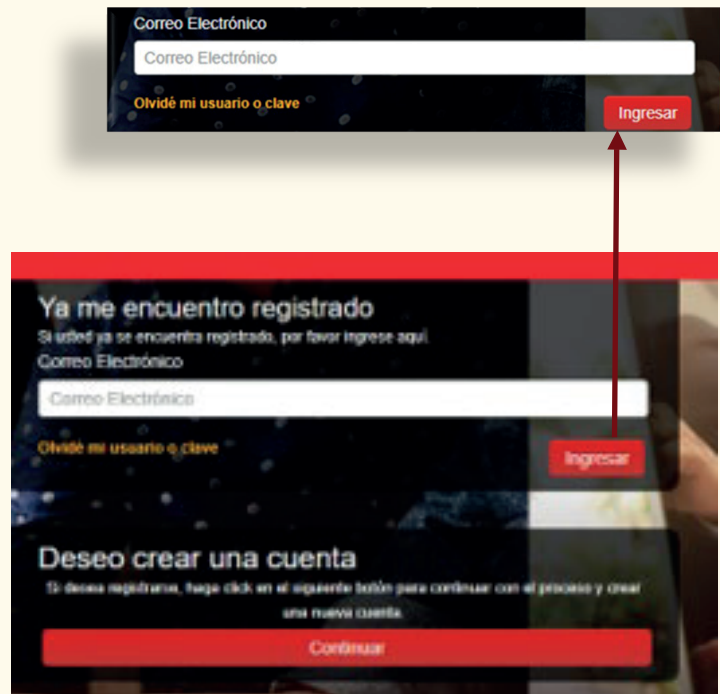 Correo Electrónico
Correo Electrónico
Olvidé mi usuario o clave
Ingresar
Ya me encuentro registrado
Si usted ya se encuentra registrado, por favor ingrese aquí.
Correo Electrónico
Correo Electrónico
Olvidé mi usuario o clave
Ingresar
Deseo crear una cuenta
Si desea registrarse, haga click en el siguiente botón para continuar con el proceso y crear
una nueva cuenta.
Continuar